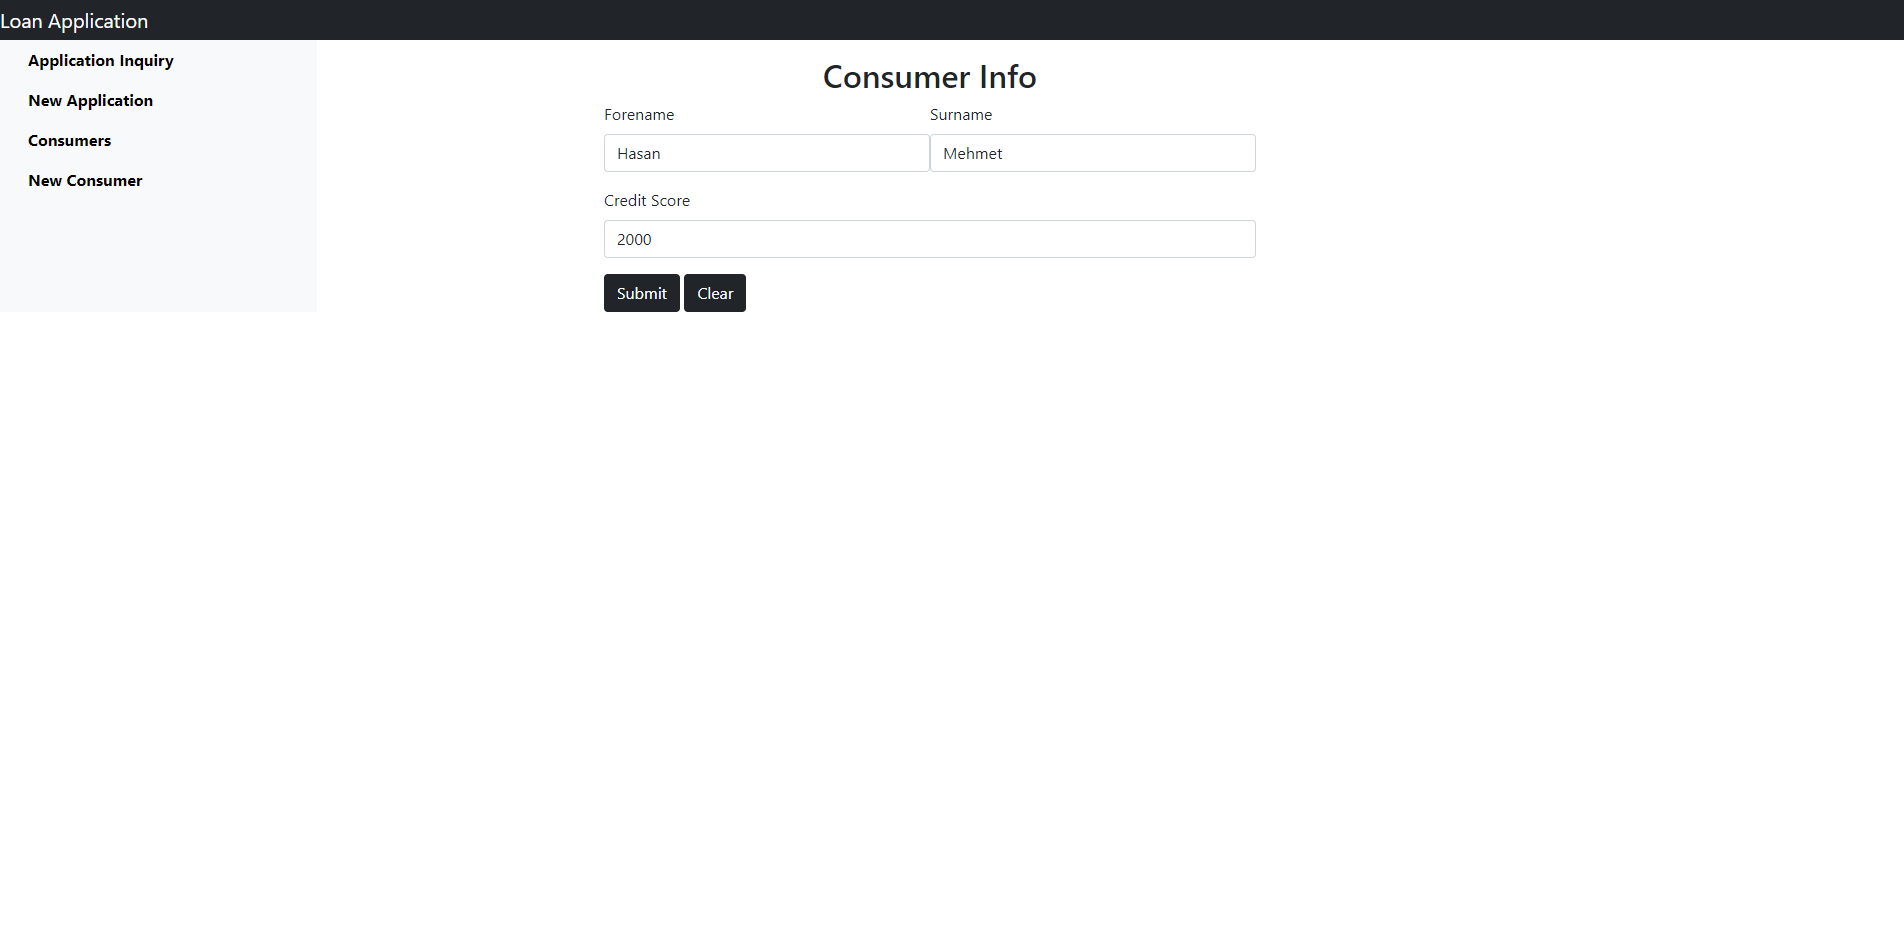 Loan Application
Application Inquiry
New Application
Consumers
New Consumer
Consumer Info
Forename Surname
Hasan Mehmet
Credit Score
2000
Submit Clear